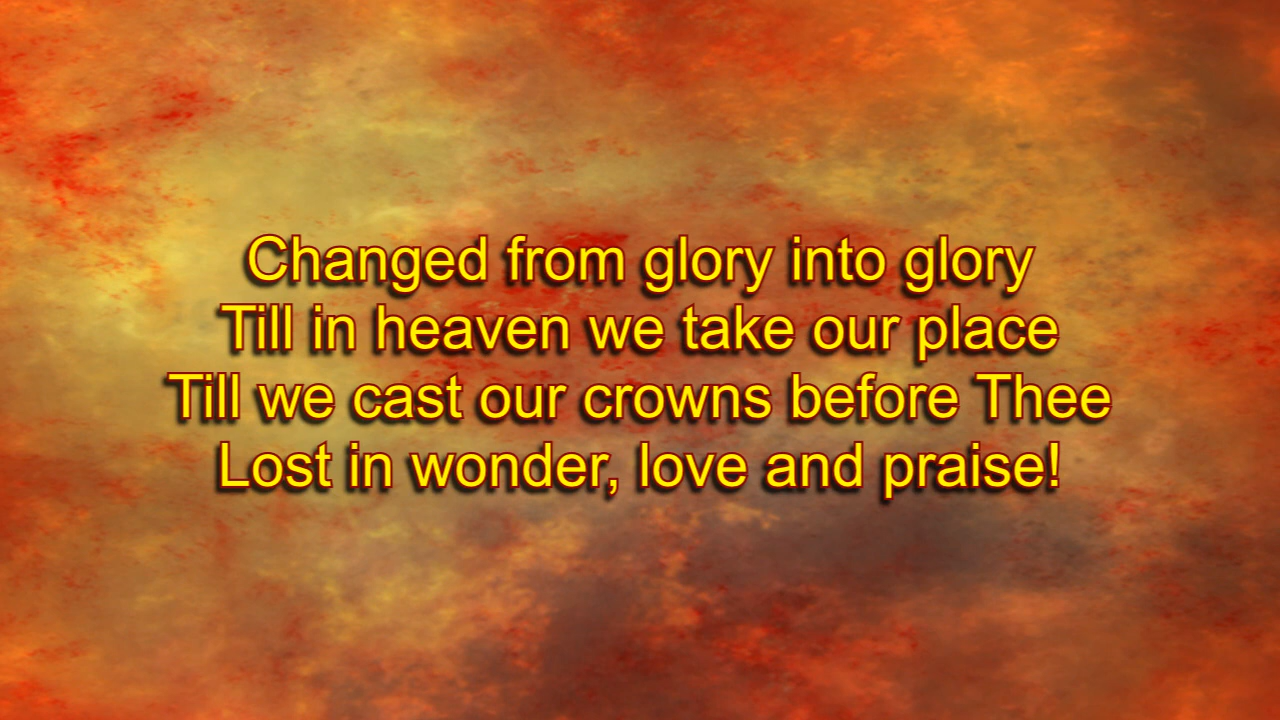 Changed from glory into glory
Till in heaven we take our place
Till we cast our crowns before Thee
Lost in wonder, love and praise!